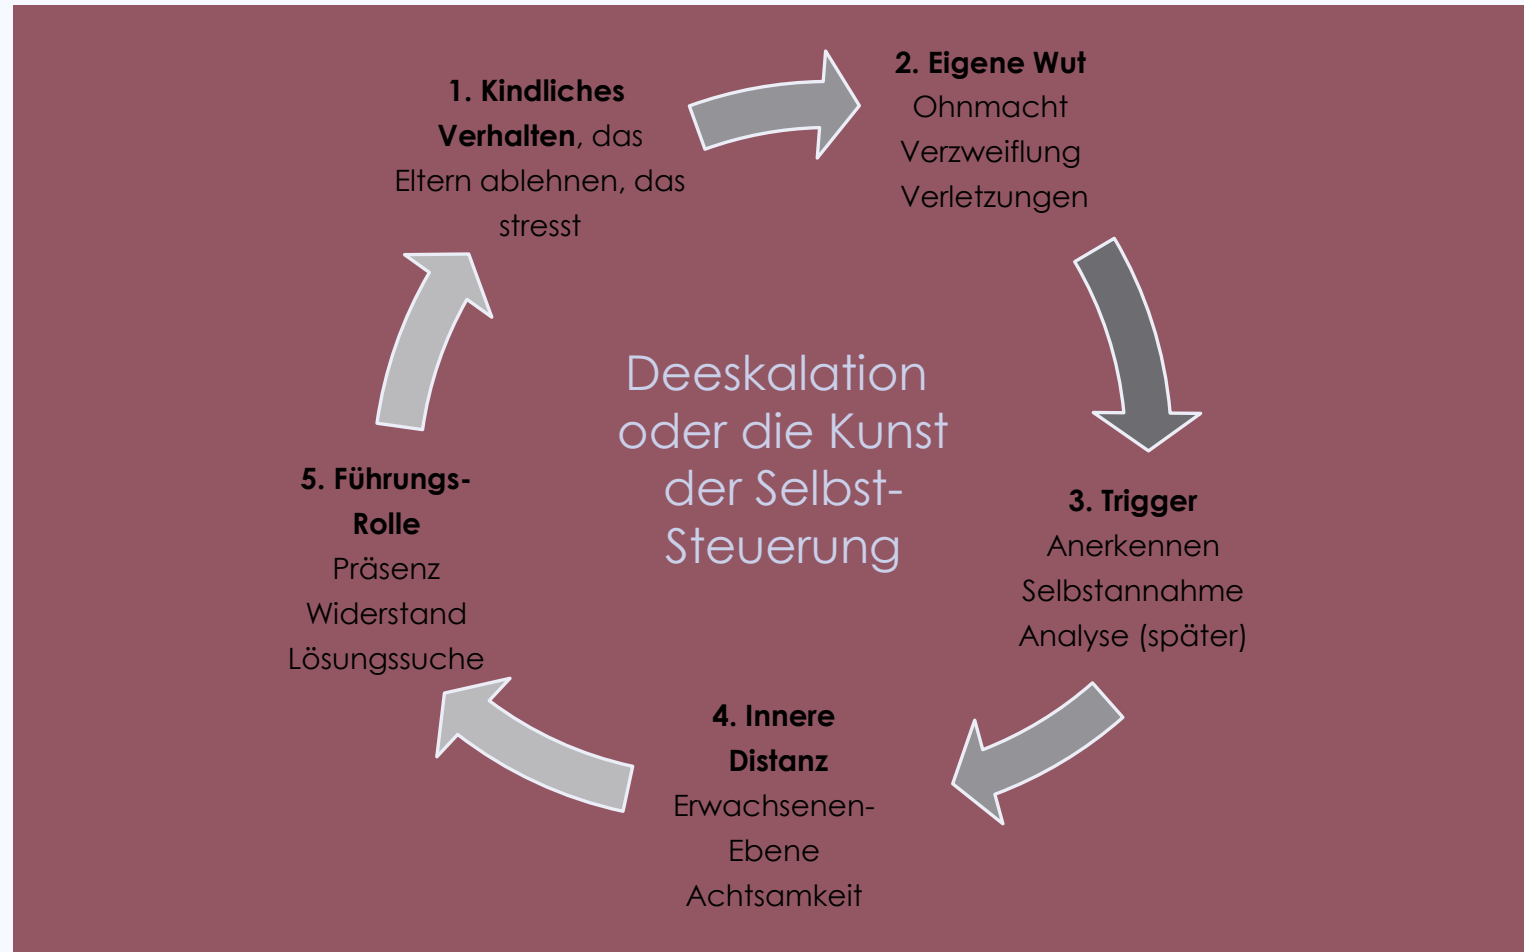 1. Kindliches
Verhalten, das
Eltern ablehnen, das
stresst
2. Eigene Wut
Ohnmacht
Verzweiflung
Verletzungen
3. Trigger
Anerkennen
Selbstannahme
Analyse (später)
4. Innere
Distanz
Erwachsenen-
Ebene
Achtsamkeit
5. Führungs-
Rolle
Präsenz
Widerstand
Lösungssuche
Deeskalation
oder die Kunst
der Selbst-
Steuerung